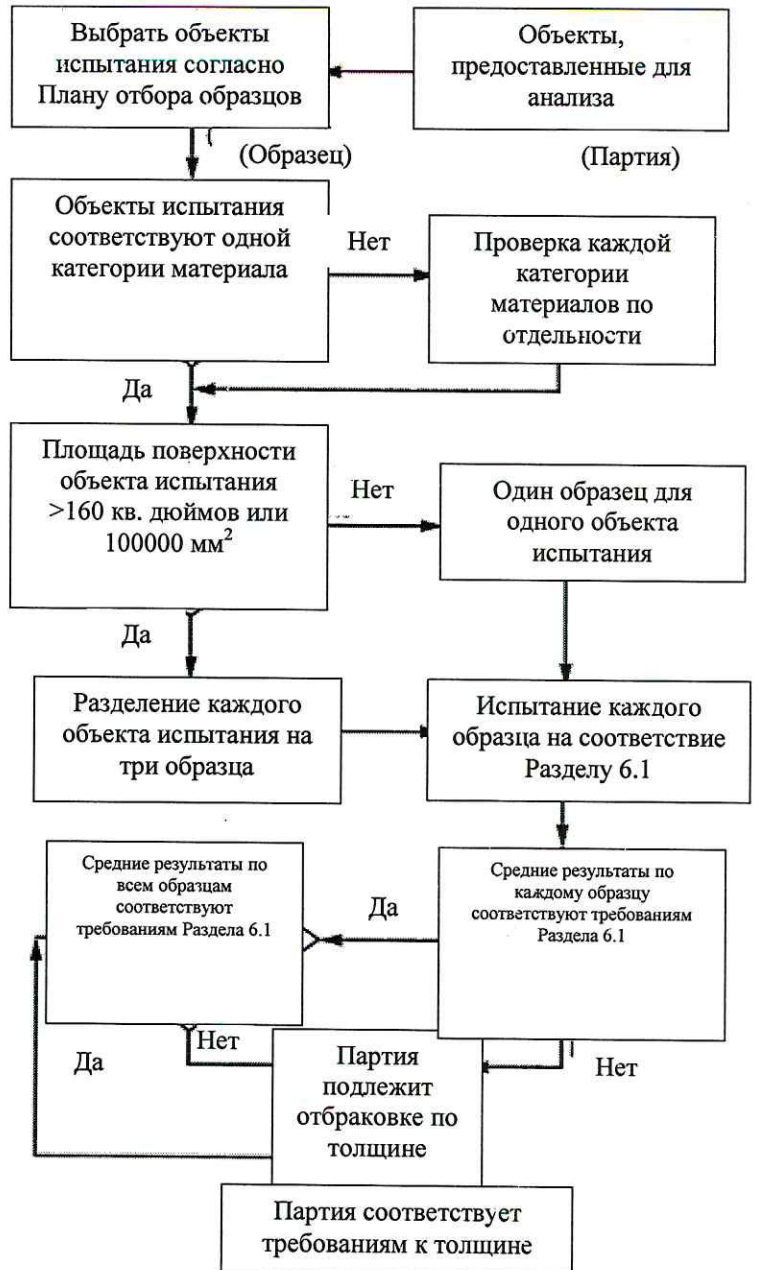 Выбрать объекты
испытания согласно
Плану отбора образцов
Объекты,
предоставленные для
анализа
(Образец)
(Партия)
Объекты испытания
соответствуют одной
категории материала
Нет
Проверка каждой
категории
материалов по
отдельности
Да
Площадь поверхности
объекта испытания
>160 кв. дюймов или
100000 мм²
Нет
Один образец для
одного объекта
испытания
Да
Разделение каждого
объекта испытания на
три образца
Испытание каждого
образца на соответствие
Разделу 6.1
Средние результаты по
всем образцам
соответствуют
требованиям Раздела 6.1
Да
Средние результаты по
каждому образцу
соответствуют требованиям
Раздела 6.1
Да
Нет
Партия
подлежит
отбраковке по
толщине
Нет
Партия соответствует
требованиям к толщине